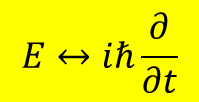 E ↔ iħ ∂/∂t